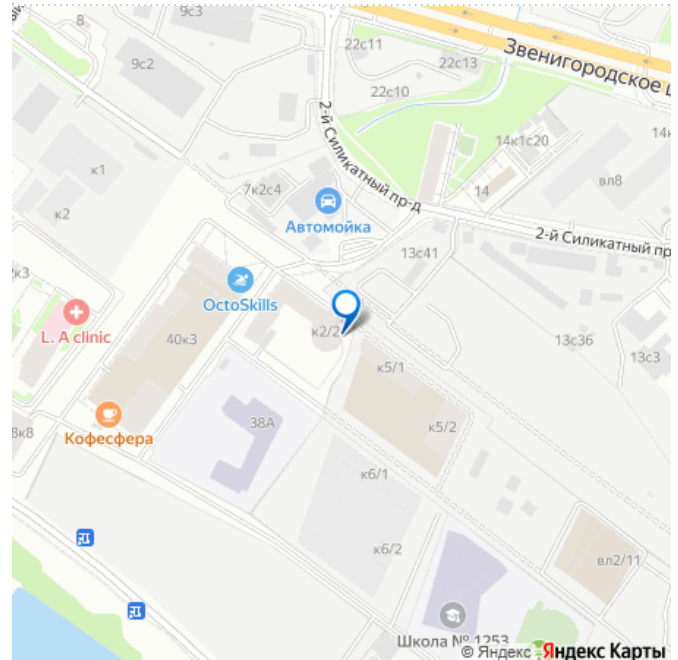 9с3
8
22с11
9с2
22с13
Звенигородское
22с10
2-й Силикатный пр-д
14к1с20
14к
к1
7к2с4
14
вл8
к2
Автомойка
2-й Силикатный пр
13с41
2к3
OctoSkills
L. A clinic
40к3
к2/2
13с36
13с3
к5/1
Кофесфера
8к8
38А
к5/2
к6/1
к6/2
вл2/11
Школа № 1253
© Яндекс Яндекс Карты